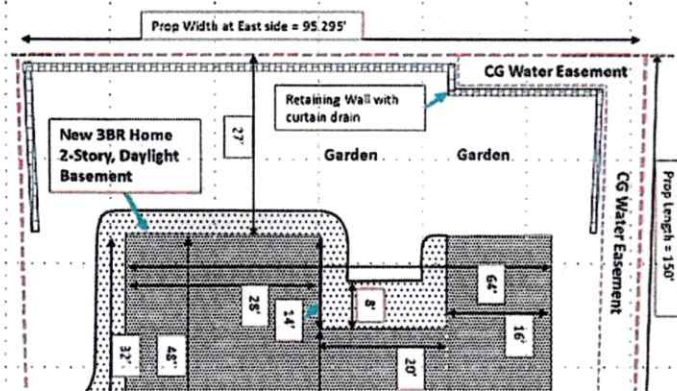 Prop Width at East side = 95.295'
CG Water Easement
Retaining Wall with
curtain drain
New 3BR Home
2-Story, Daylight
Basement
27'
Garden
Garden
CG Water Easement
Prop Length = 150'
64'
28'
14'
8'
16'
32'
48'
20'